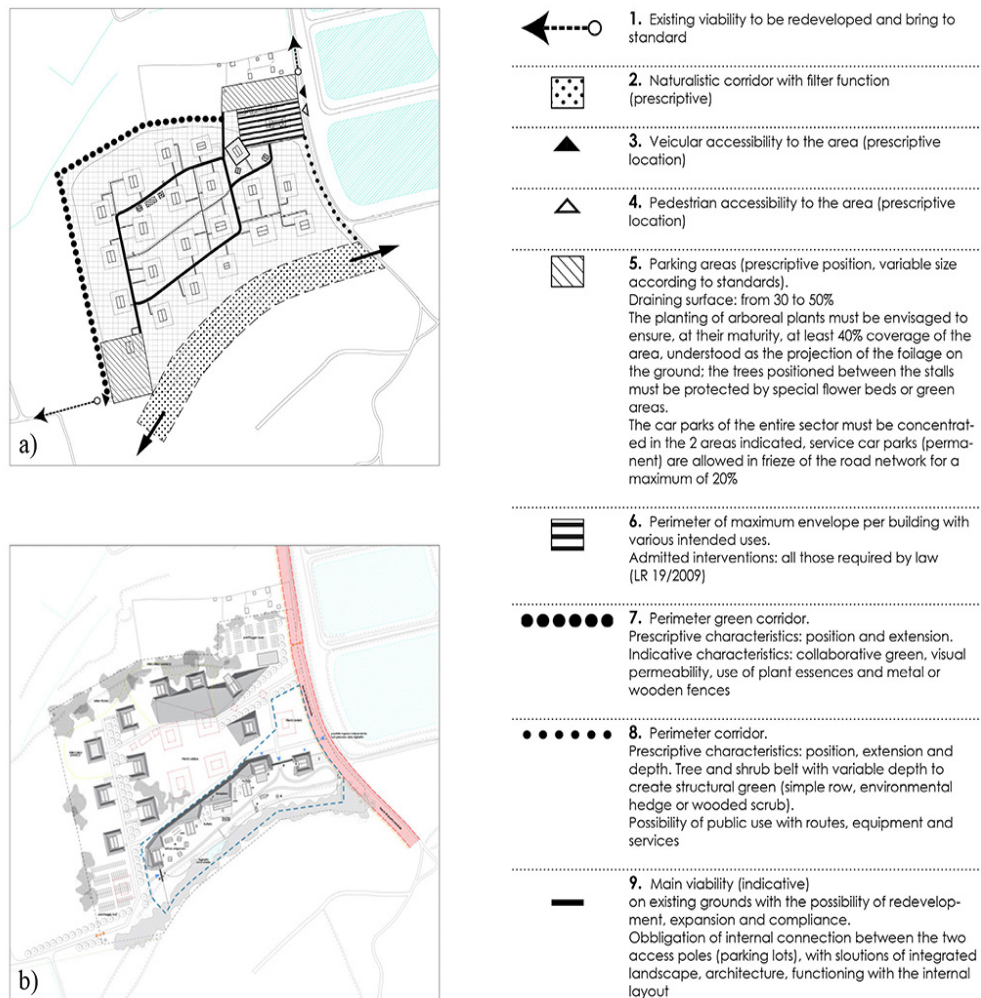 a)
b)
1. Existing viability to be redeveloped and bring to
standard
2. Naturalistic corridor with filter function
(prescriptive)
3. Veicular accessibility to the area (prescriptive
location)
4. Pedestrian accessibility to the area (prescriptive
location)
5. Parking areas (prescriptive position, variable size
according to standards).
Draining surface: from 30 to 50%
The planting of arboreal plants must be envisaged to
ensure, at their maturity, at least 40% coverage of the
area, understood as the projection of the foilage on
the ground; the trees positioned between the stalls
must be protected by special flower beds or green
areas.
The car parks of the entire sector must be concentrat-
ed in the 2 areas indicated, service car parks (perma-
nent) are allowed in frieze of the road network for a
maximum of 20%
6. Perimeter of maximum envelope per building with
various intended uses.
Admitted interventions: all those required by law
(LR 19/2009)
7. Perimeter green corridor.
Prescriptive characteristics: position and extension.
Indicative characteristics: collaborative green, visual
permeability, use of plant essences and metal or
wooden fences
8. Perimeter corridor.
Prescriptive characteristics: position, extension and
depth. Tree and shrub belt with variable depth to
create structural green (simple row, environmental
hedge or wooded scrub).
Possibility of public use with routes, equipment and
services
9. Main viability (indicative)
on existing grounds with the possibility of redevelop-
ment, expansion and compliance.
Obbligation of internal connection between the two
access poles (parking lots), with sloutions of integrated
landscape, architecture, functioning with the internal
layout